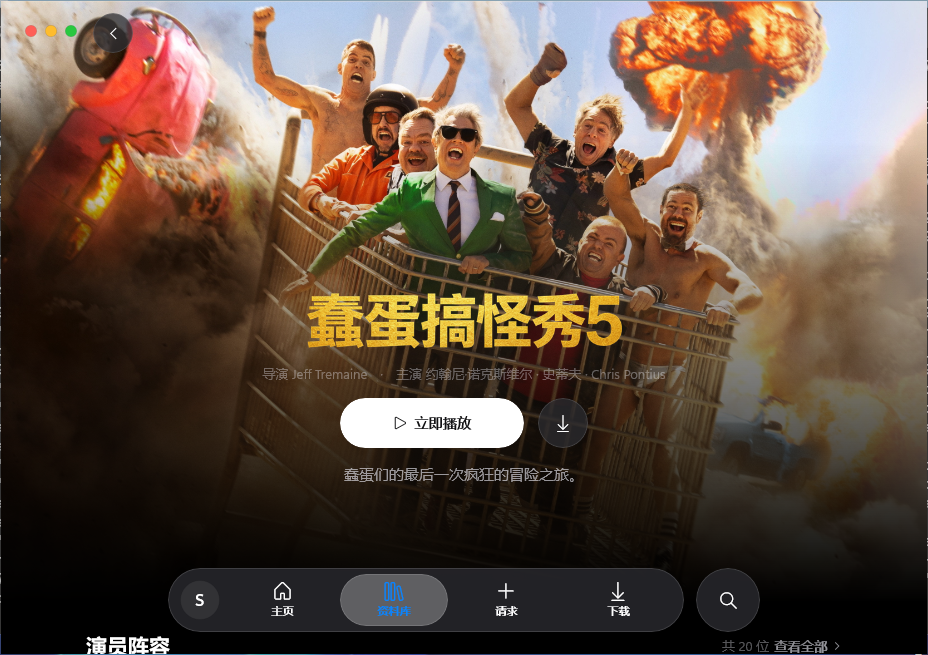 蠢蛋搞怪秀5
导演 Jeff Tremaine · 主演 约翰尼·诺克斯维尔 · 史蒂夫 · Chris Pontius
立即播放
蠢蛋们的最后一次疯狂的冒险之旅。
S 主页 资料库 请求 下载
演员阵容 共 20 位 查看全部